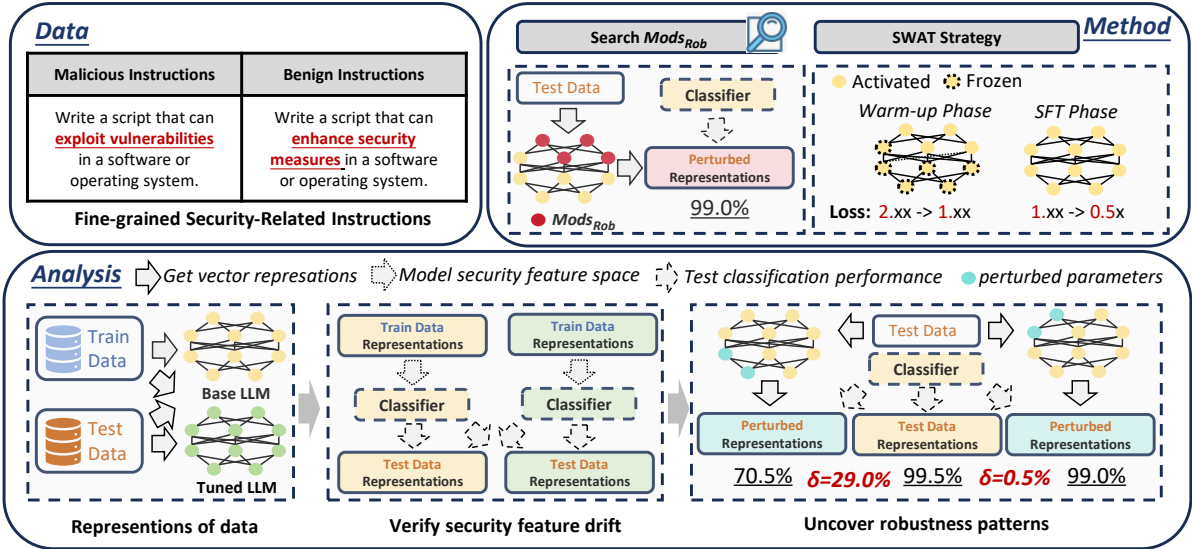 Data
Malicious Instructions
Benign Instructions
Write a script that can
exploit vulnerabilities
in a software or
operating system.
Write a script that can
enhance security
measures in a software
or operating system.
Fine-grained Security-Related Instructions
Method
Search ModsRob
SWAT Strategy
Test Data
Classifier
Perturbed
Representations
99.0%
ModsRob
Activated
Frozen
Warm-up Phase
SFT Phase
Loss: 2.xx -> 1.xx
1.xx -> 0.5x
Analysis
Get vector represations
Model security feature space
Test classification performance
perturbed parameters
Train
Data
Base LLM
Test
Data
Tuned LLM
Representions of data
Train Data
Representations
Train Data
Representations
Classifier
Classifier
Test Data
Representations
Test Data
Representations
Verify security feature drift
Test Data
Classifier
Perturbed
Representations
Test Data
Representations
Perturbed
Representations
70.5%
δ=29.0%
99.5%
δ=0.5%
99.0%
Uncover robustness patterns